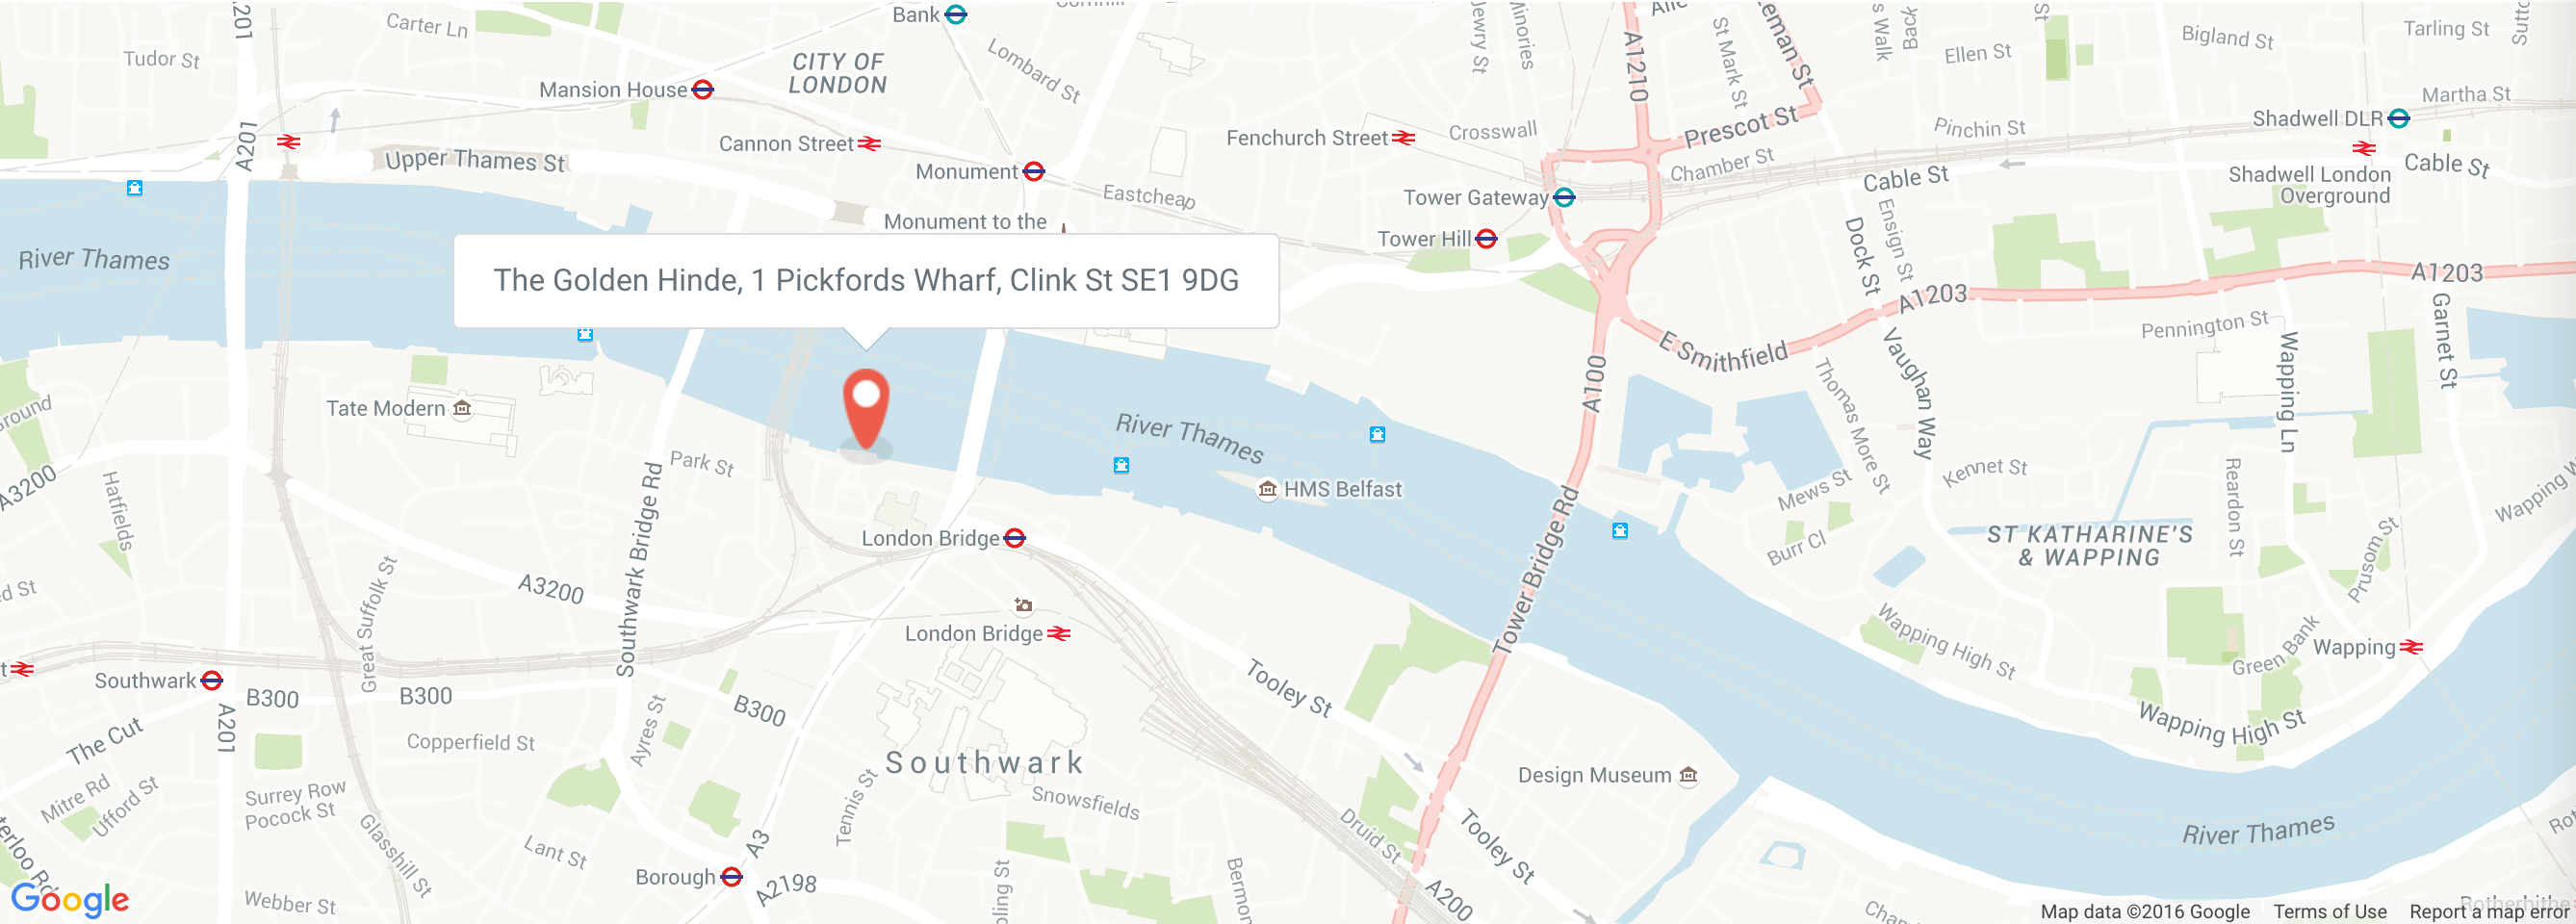 A201
Carter Ln
Bank
Cornhill
Jewry St
Minories
A1210
St Mark St
Leman St
Back
Ellen St
Bigland St
Tarling St
Tudor St
CITY OF
LONDON
Lombard St
Mansion House
Martha St
Prescot St
Pinchin St
Shadwell DLR
A201
Cannon Street
Fenchurch Street
Crosswall
Upper Thames St
Monument
Eastcheap
Chamber St
Cable St
Cable St
Shadwell London
Overground
Tower Gateway
Monument to the
Tower Hill
Dock St
Ensign St
River Thames
The Golden Hinde, 1 Pickfords Wharf, Clink St SE1 9DG
A1203
A1203
Garnet St
E Smithfield
Pennington St
Vaughan Way
Wapping Ln
A100
Thomas More St
Tate Modern
River Thames
Park St
A3200
Hatfields
Southwark Bridge Rd
HMS Belfast
Mews St
Kennet St
Reardon St
London Bridge
Tower Bridge Rd
Burr Cl
ST KATHARINE'S
& WAPPING
Prusom St
A3200
Great Suffolk St
London Bridge
Wapping High St
Green Bank
Wapping
Southwark
B300
B300
B300
Tooley St
A201
The Cut
Copperfield St
Ayres St
Wapping High St
Southwark
Design Museum
Mitre Rd
Ufford St
Surrey Row
Pocock St
Glasshill St
Tennis St
Snowsfields
Druid St
Tooley St
River Thames
Lant St
A3
Borough
A2198
A200
Webber St
Google
Rotherhithe
Map data ©2016 Google
Terms of Use
Report a map error